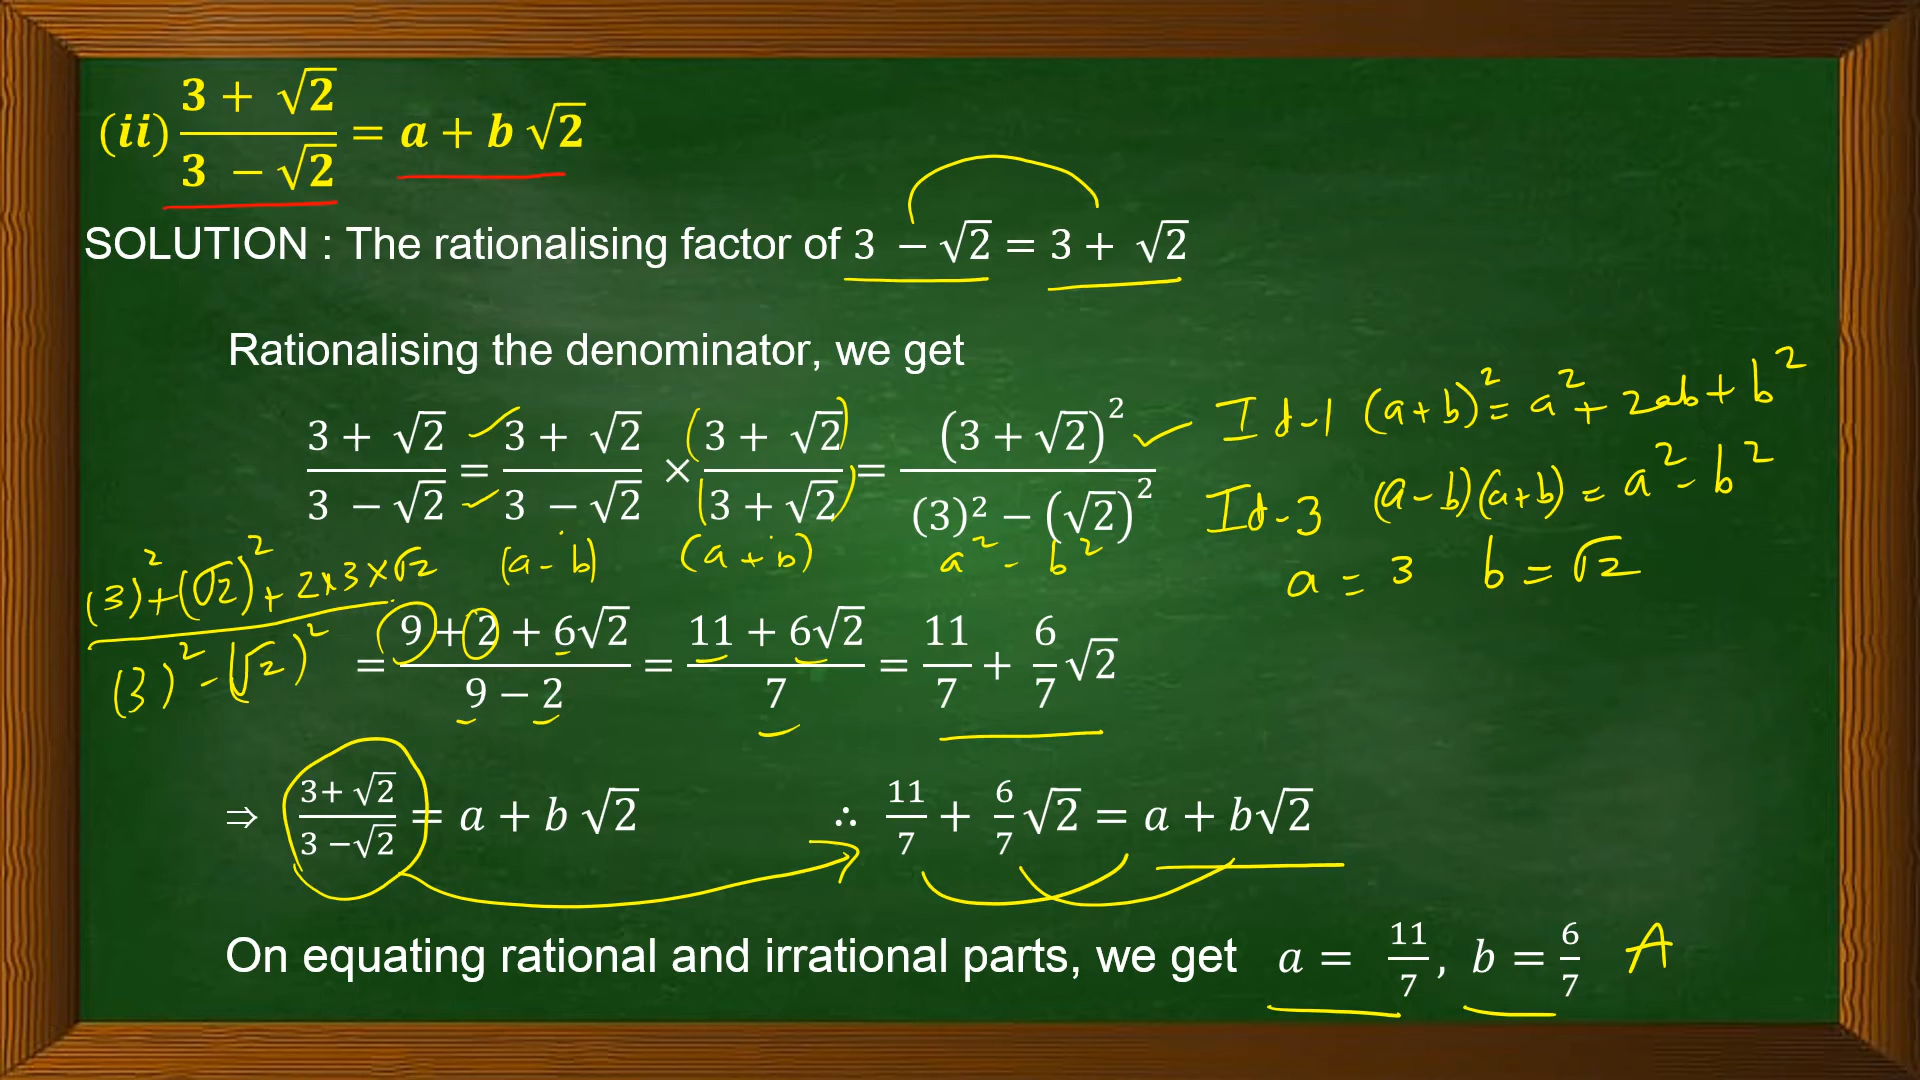 (ii) (3 + √2)/(3 − √2) = a + b √2
SOLUTION : The rationalising factor of 3 − √2 = 3 + √2
Rationalising the denominator, we get
(3 + √2)/(3 − √2) = (3 + √2)/(3 − √2) × (3 + √2)/(3 + √2) = (3 + √2)²/((3)² − (√2)²)
Id-1 (a+b)² = a² + 2ab + b²
Id-3 (a-b)(a+b) = a² - b²
(a - b) (a + b) a² - b²
a = 3 b = √2
((3)² + (√2)² + 2×3×√2)/((3)² - (√2)²)
= (9 + 2 + 6√2)/(9 − 2) = (11 + 6√2)/7 = 11/7 + 6/7 √2
⇒ (3+ √2)/(3 −√2) = a + b √2 ∴ 11/7 + 6/7 √2 = a + b√2
On equating rational and irrational parts, we get a = 11/7, b = 6/7 A